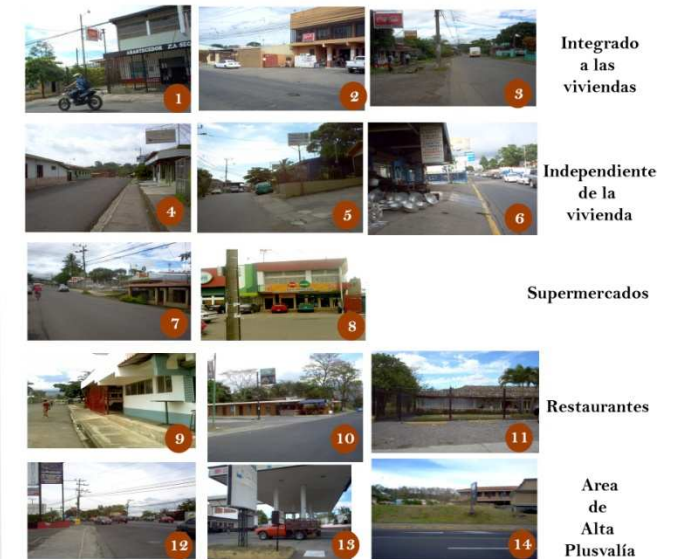 ABASTECEDOR
1
2
3
Integrado
a las
viviendas
4
5
6
Independiente
de la
vivienda
7
8
Supermercados
9
10
11
Restaurantes
12
13
14
Area
de
Alta
Plusvalía